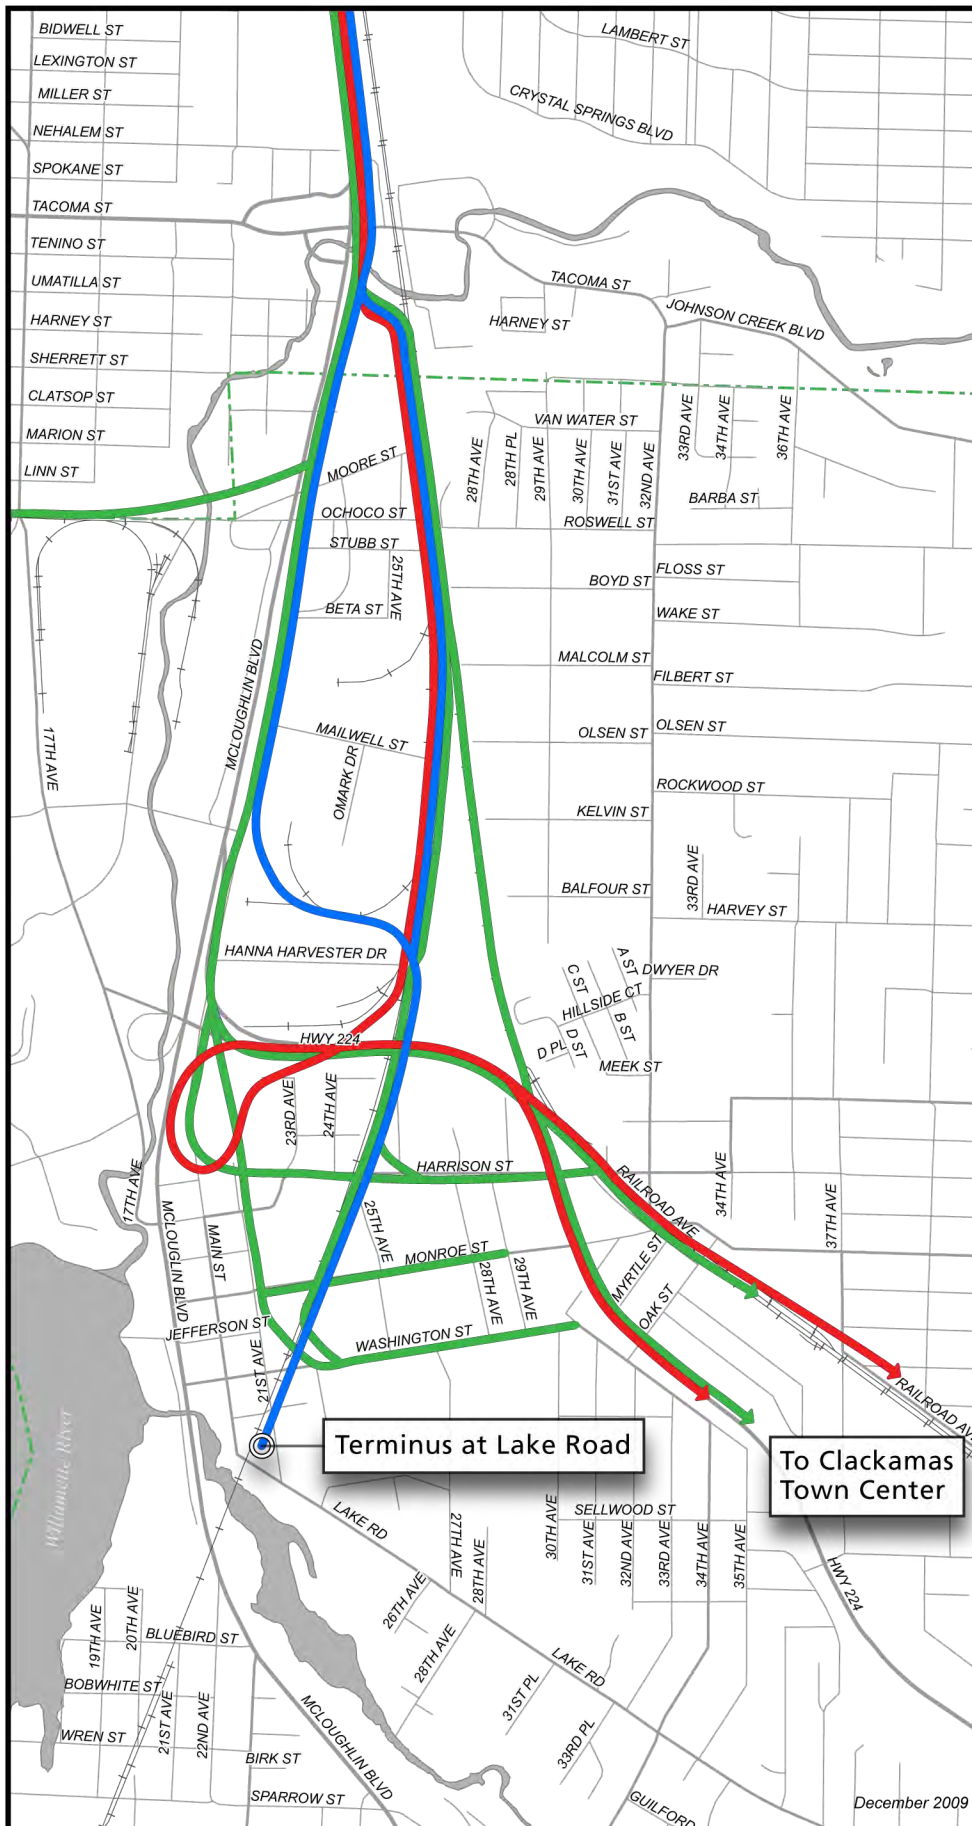 BIDWELL ST
LAMBERT ST
LEXINGTON ST
MILLER ST
CRYSTAL SPRINGS BLVD
NEHALEM ST
SPOKANE ST
TACOMA ST
TENINO ST
UMATILLA ST
TACOMA ST
HARNEY ST
HARNEY ST
JOHNSON CREEK BLVD
SHERRETT ST
CLATSOP ST
MARION ST
LINN ST
VAN WATER ST
33RD AVE
34TH AVE
36TH AVE
28TH AVE
28TH PL
29TH AVE
30TH AVE
31ST AVE
32ND AVE
MOORE ST
BARBA ST
OCHOCO ST
ROSWELL ST
STUBB ST
25TH AVE
BOYD ST
FLOSS ST
BETA ST
WAKE ST
MCLOUGHLIN BLVD
MALCOLM ST
FILBERT ST
17TH AVE
MAILWELL ST
OLSEN ST
OLSEN ST
OMARK DR
KELVIN ST
ROCKWOOD ST
BALFOUR ST
33RD AVE
HARVEY ST
HANNA HARVESTER DR
A ST
DWYER DR
C ST
HILLSIDE CT
B ST
D ST
D PL
MEEK ST
HWY 224
23RD AVE
24TH AVE
HARRISON ST
RAILROAD AVE
34TH AVE
37TH AVE
17TH AVE
MCLOUGLIN BLVD
MAIN ST
25TH AVE
MONROE ST
28TH AVE
29TH AVE
MYRTLE ST
OAK ST
JEFFERSON ST
WASHINGTON ST
21ST AVE
RAILROAD AVE
Terminus at Lake Road
To Clackamas
Town Center
Willamette River
LAKE RD
27TH AVE
28TH AVE
30TH AVE
SELLWOOD ST
31ST AVE
32ND AVE
33RD AVE
34TH AVE
35TH AVE
HWY 224
26TH AVE
28TH AVE
19TH AVE
20TH AVE
BLUEBIRD ST
BOBWHITE ST
21ST AVE
22ND AVE
WREN ST
BIRK ST
SPARROW ST
MCLOUGHLIN BLVD
LAKE RD
31ST PL
33RD PL
GUILFORD
December 2009